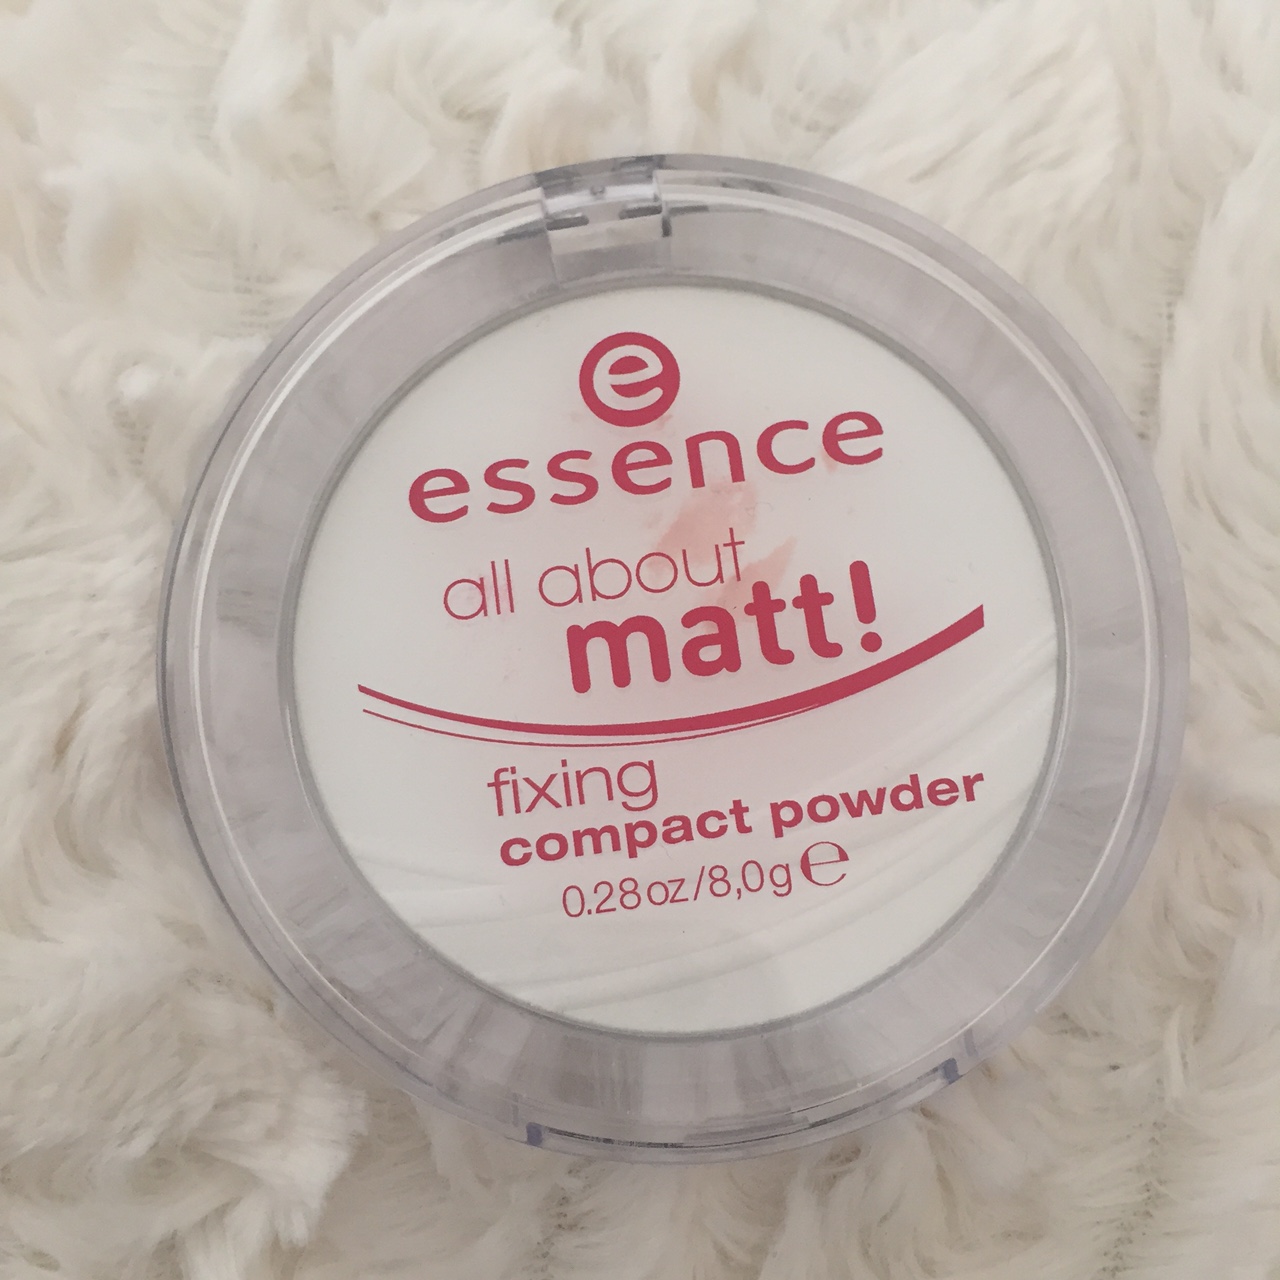 e
essence
all about
matt!
fixing
compact powder
0.28oz/8,0g ℮